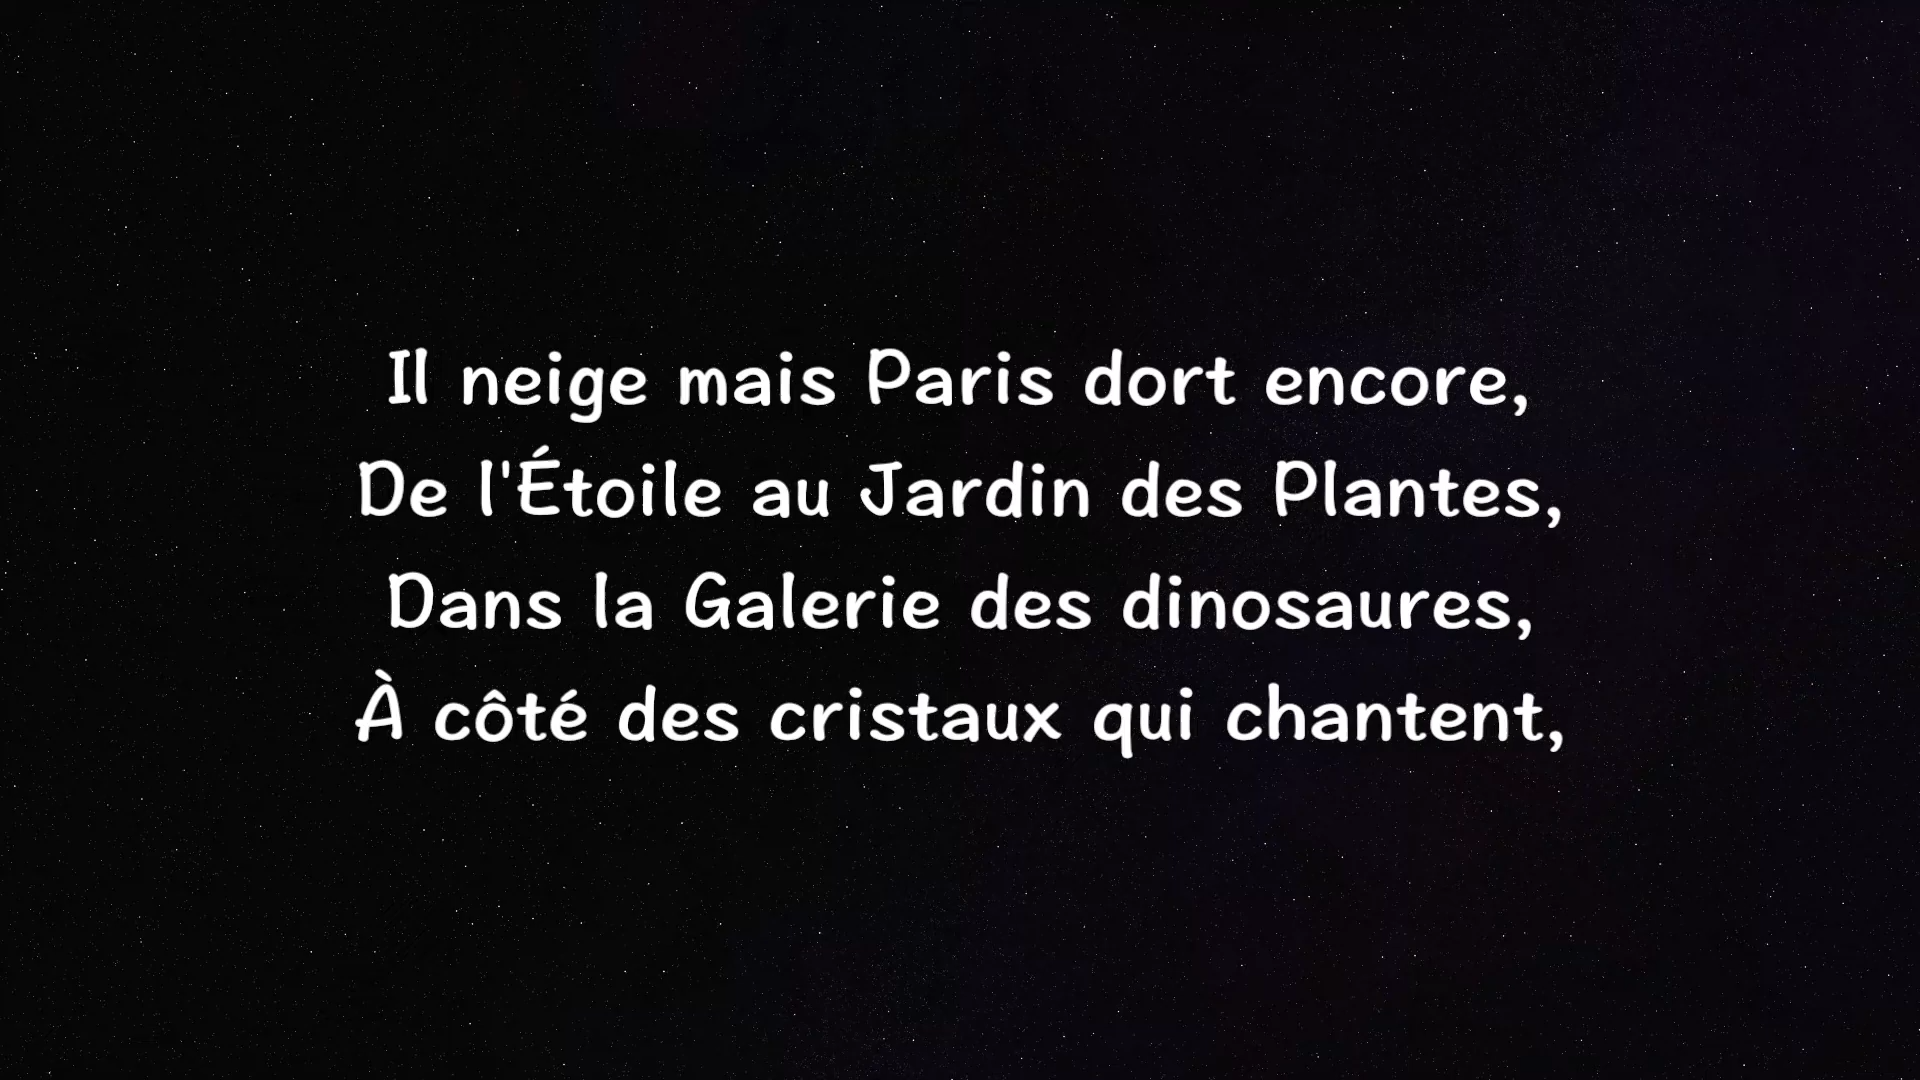 Il neige mais Paris dort encore,
De l'Étoile au Jardin des Plantes,
Dans la Galerie des dinosaures,
À côté des cristaux qui chantent,